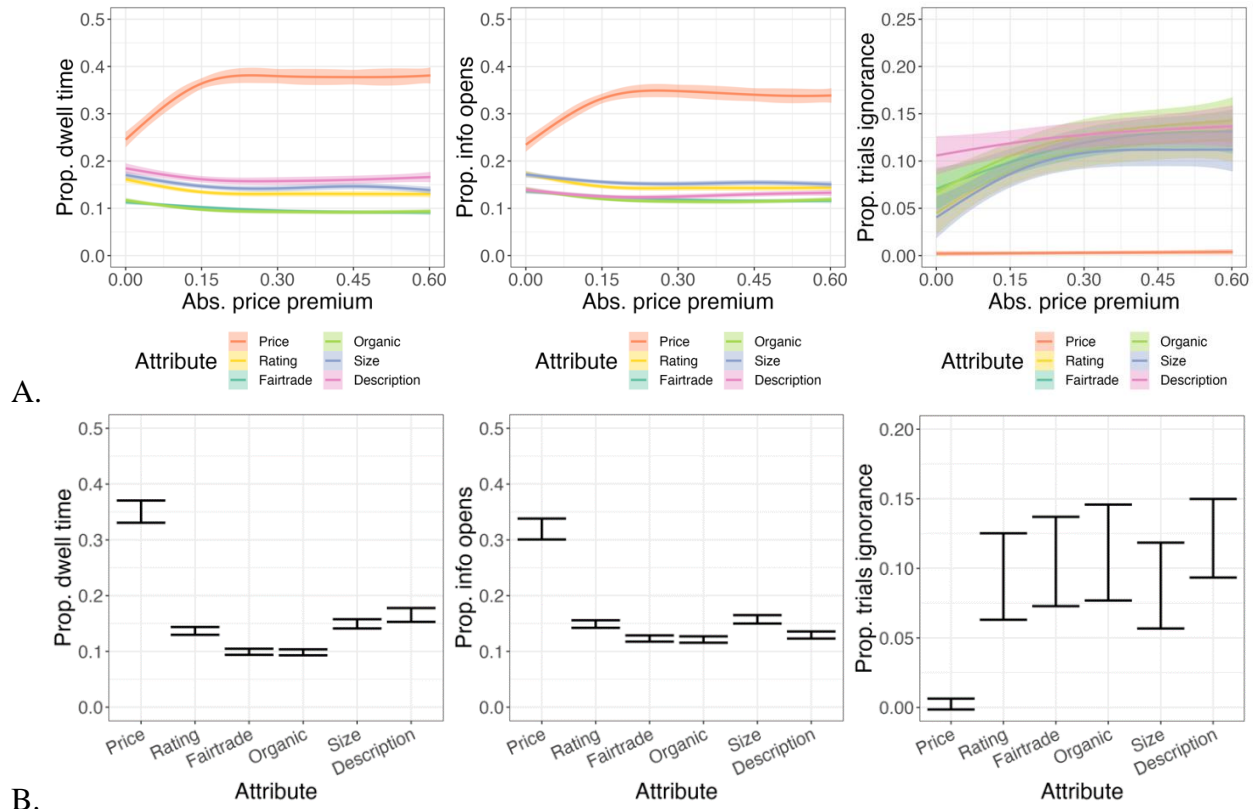 Prop. dwell time
0.5
0.4
0.3
0.2
0.1
0.0
0.00 0.15 0.30 0.45 0.60
Abs. price premium
Attribute
Price Organic
Rating Size
Fairtrade Description
Prop. info opens
0.5
0.4
0.3
0.2
0.1
0.0
0.00 0.15 0.30 0.45 0.60
Abs. price premium
Attribute
Price Organic
Rating Size
Fairtrade Description
Prop. trials ignorance
0.25
0.20
0.15
0.10
0.05
0.00
0.00 0.15 0.30 0.45 0.60
Abs. price premium
Attribute
Price Organic
Rating Size
Fairtrade Description
A.
Prop. dwell time
0.5
0.4
0.3
0.2
0.1
0.0
Price Rating Fairtrade Organic Size Description
Attribute
Prop. info opens
0.5
0.4
0.3
0.2
0.1
0.0
Price Rating Fairtrade Organic Size Description
Attribute
Prop. trials ignorance
0.20
0.15
0.10
0.05
0.00
Price Rating Fairtrade Organic Size Description
Attribute
B.